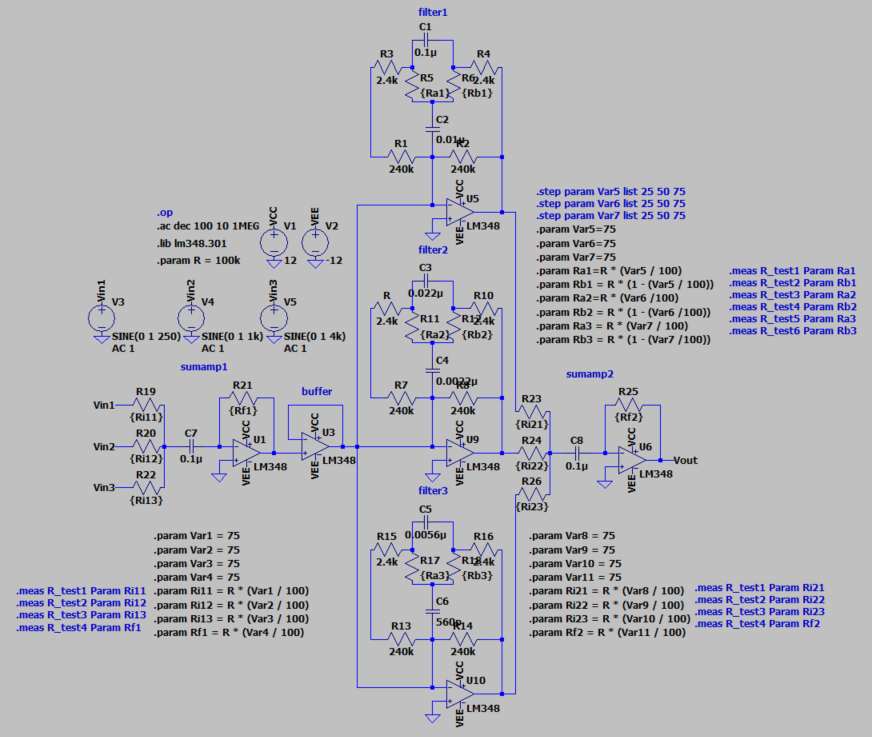 filter1
C1
0.1µ
R3
2.4k
R4
2.4k
R5
{Ra1}
R6
{Rb1}
C2
0.01µ
R1
240k
R2
240k
VCC
U5
LM348
VEE
.op
.ac dec 100 10 1MEG
.lib lm348.301
.param R = 100k
VCC
V1
12
VEE
V2
-12
Vin1
V3
SINE(0 1 250)
AC 1
Vin2
V4
SINE(0 1 1k)
AC 1
Vin3
V5
SINE(0 1 4k)
AC 1
.step param Var5 list 25 50 75
.step param Var6 list 25 50 75
.step param Var7 list 25 50 75
.param Var5=75
.param Var6=75
.param Var7=75
.param Ra1=R * (Var5 / 100)
.param Rb1 = R * (1 - (Var5 / 100))
.param Ra2=R * (Var6 /100)
.param Rb2 = R * (1 - (Var6 /100))
.param Ra3 = R * (Var7 / 100)
.param Rb3 = R * (1 - (Var7 /100))
.meas R_test1 Param Ra1
.meas R_test2 Param Rb1
.meas R_test3 Param Ra2
.meas R_test4 Param Rb2
.meas R_test5 Param Ra3
.meas R_test6 Param Rb3
filter2
C3
0.022µ
R
2.4k
R10
2.4k
R11
{Ra2}
{Rb2}
C4
0.0022µ
R7
240k
R8
240k
VCC
U9
LM348
VEE
sumamp1
R19
Vin1
{Ri11}
R20
Vin2
{Ri12}
R22
Vin3
{Ri13}
C7
0.1µ
R21
{Rf1}
VCC
U1
LM348
VEE
buffer
VCC
U3
LM348
VEE
sumamp2
R23
{Ri21}
R24
{Ri22}
R26
{Ri23}
C8
0.1µ
R25
{Rf2}
VCC
U6
LM348
VEE
Vout
filter3
C5
0.0056µ
R15
2.4k
R16
2.4k
R17
{Ra3}
{Rb3}
C6
560p
R13
240k
R14
240k
VCC
U10
LM348
VEE
.param Var1 = 75
.param Var2 = 75
.param Var3 = 75
.param Var4 = 75
.param Ri11 = R * (Var1 / 100)
.param Ri12 = R * (Var2 / 100)
.param Ri13 = R * (Var3 / 100)
.param Rf1 = R * (Var4 / 100)
.meas R_test1 Param Ri11
.meas R_test2 Param Ri12
.meas R_test3 Param Ri13
.meas R_test4 Param Rf1
.param Var8 = 75
.param Var9 = 75
.param Var10 = 75
.param Var11 = 75
.param Ri21 = R * (Var8 / 100)
.param Ri22 = R * (Var9 / 100)
.param Ri23 = R * (Var10 / 100)
.param Rf2 = R * (Var11 / 100)
.meas R_test1 Param Ri21
.meas R_test2 Param Ri22
.meas R_test3 Param Ri23
.meas R_test4 Param Rf2